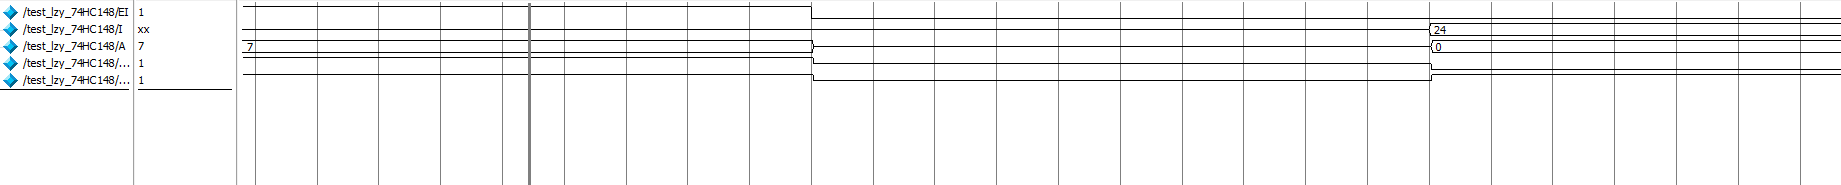 /test_lzy_74HC148/EI 1
/test_lzy_74HC148/I xx 24
/test_lzy_74HC148/A 7 7 0
/test_lzy_74HC148/... 1
/test_lzy_74HC148/... 1